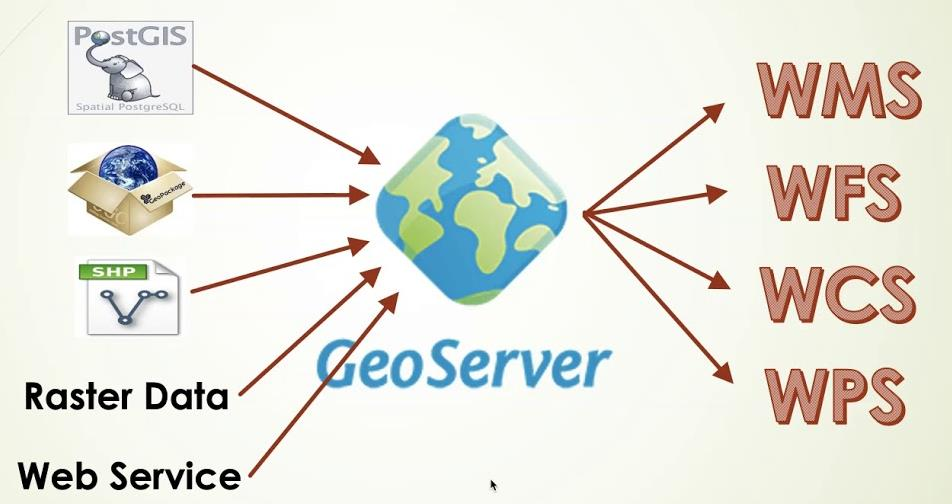 PostGIS
Spatial PostgreSQL
GeoPackage
SHP
Raster Data
Web Service
GeoServer
WMS
WFS
WCS
WPS